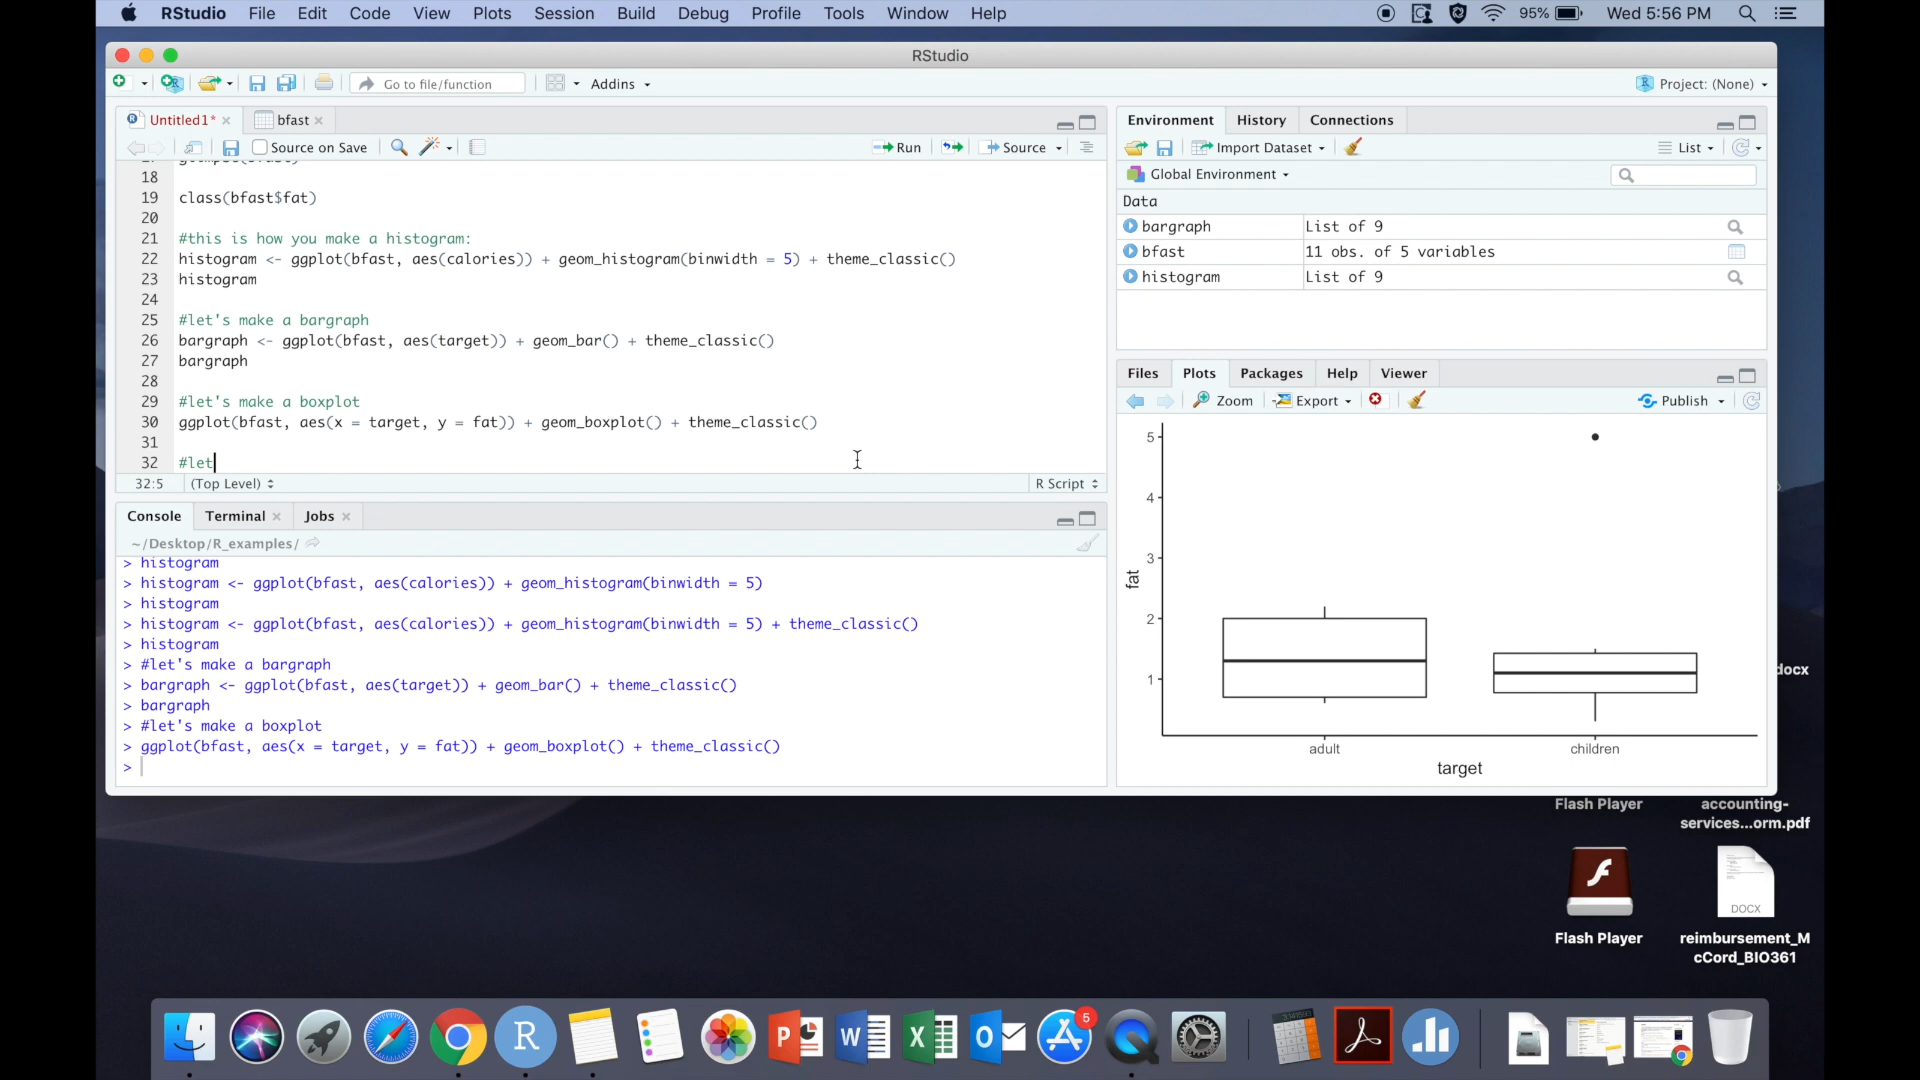 RStudio File Edit Code View Plots Session Build Debug Profile Tools Window Help 95% Wed 5:56 PM
RStudio
Go to file/function Addins Project: (None)
Untitled1* bfast
Source on Save Run Source
18
19 class(bfast$fat)
20
21 #this is how you make a histogram:
22 histogram <- ggplot(bfast, aes(calories)) + geom_histogram(binwidth = 5) + theme_classic()
23 histogram
24
25 #let's make a bargraph
26 bargraph <- ggplot(bfast, aes(target)) + geom_bar() + theme_classic()
27 bargraph
28
29 #let's make a boxplot
30 ggplot(bfast, aes(x = target, y = fat)) + geom_boxplot() + theme_classic()
31
32 #let
32:5 (Top Level) R Script
Console Terminal Jobs
~/Desktop/R_examples/
> histogram
> histogram <- ggplot(bfast, aes(calories)) + geom_histogram(binwidth = 5)
> histogram
> histogram <- ggplot(bfast, aes(calories)) + geom_histogram(binwidth = 5) + theme_classic()
> histogram
> #let's make a bargraph
> bargraph <- ggplot(bfast, aes(target)) + geom_bar() + theme_classic()
> bargraph
> #let's make a boxplot
> ggplot(bfast, aes(x = target, y = fat)) + geom_boxplot() + theme_classic()
>
Environment History Connections
Import Dataset List
Global Environment
Data
bargraph List of 9
bfast 11 obs. of 5 variables
histogram List of 9
Files Plots Packages Help Viewer
Zoom Export Publish
5
4
3
fat
2
1
adult children
target
docx
Flash Player
accounting-
services...orm.pdf
DOCX
Flash Player
reimbursement_M
cCord_BIO361
5